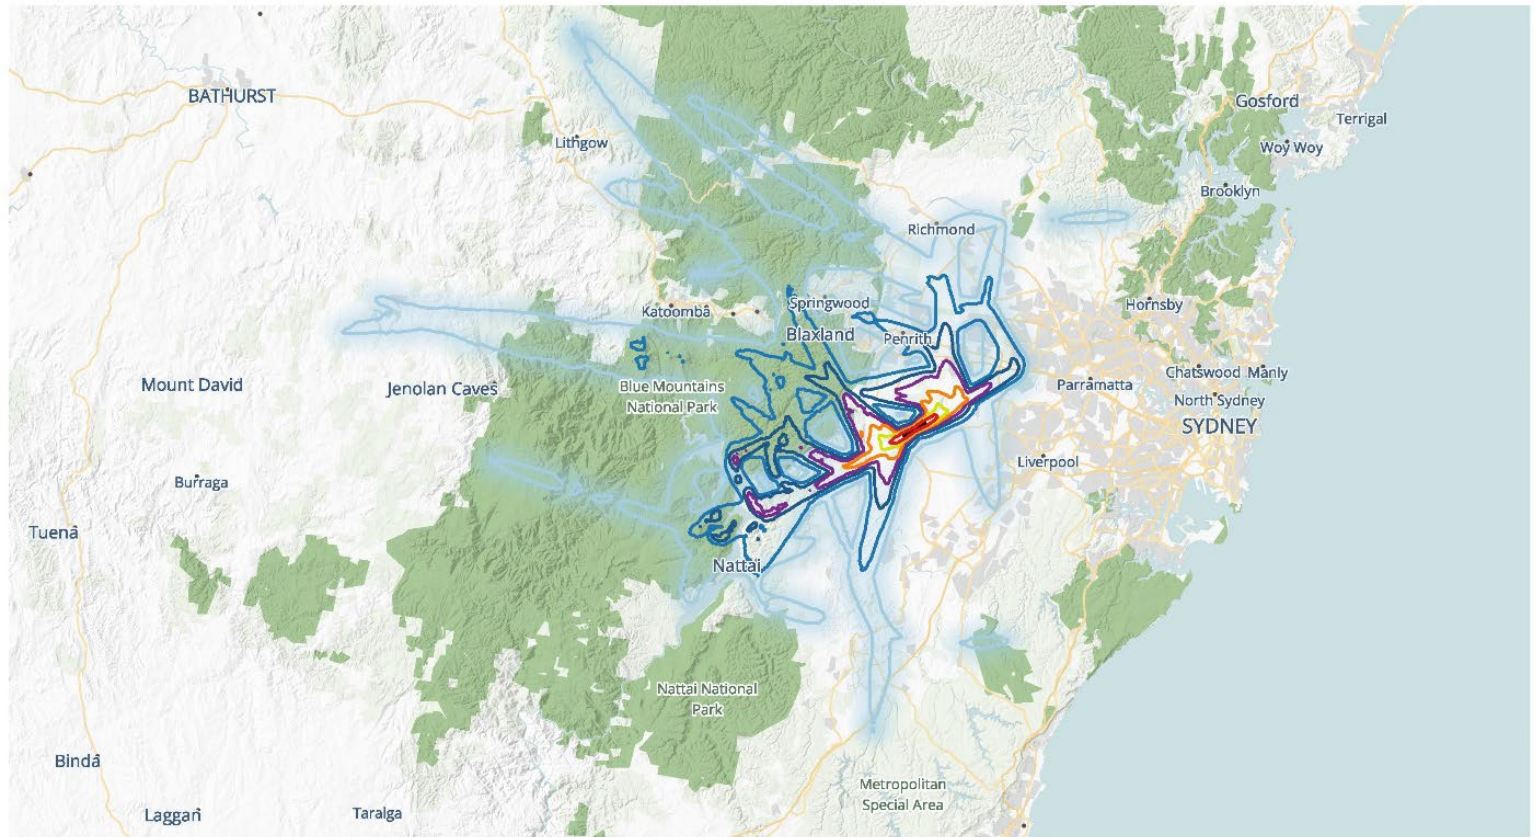 BATHURST
Gosford
Terrigal
Lithgow
Woy Woy
Brooklyn
Richmond
Katoomba
Springwood
Hornsby
Blaxland
Penrith
Mount David
Jenolan Caves
Blue Mountains
National Park
Parramatta
Chatswood
Manly
North Sydney
SYDNEY
Liverpool
Burraga
Tuena
Nattai
Nattai National
Park
Binda
Metropolitan
Special Area
Laggan
Taralga